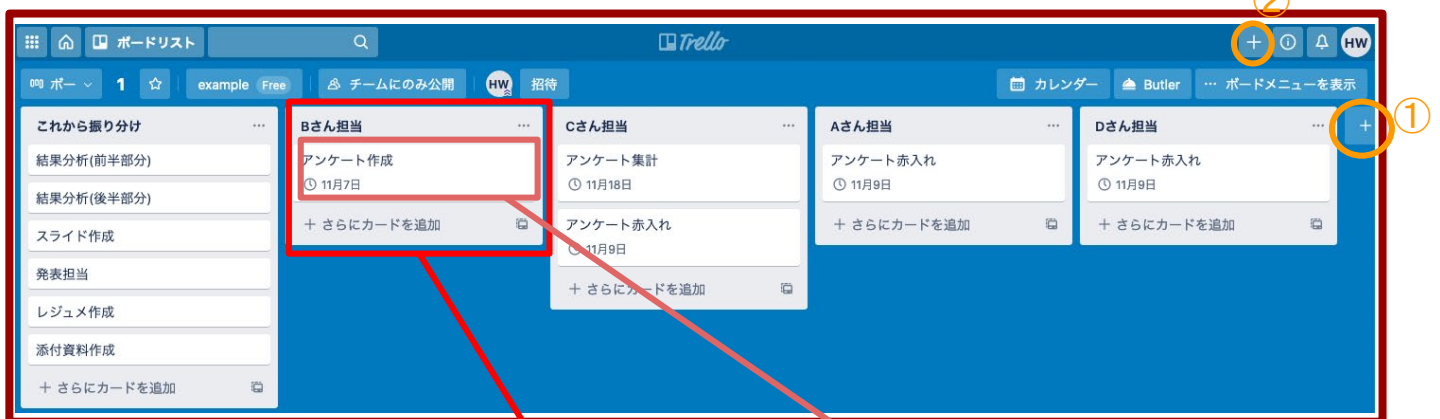 ②
ボードリスト
Trello
HW
ボー
1
example Free
チームにのみ公開
HW
招待
カレンダー
Butler
… ボードメニューを表示
①
これから振り分け …
結果分析(前半部分)
結果分析(後半部分)
スライド作成
発表担当
レジュメ作成
添付資料作成
+ さらにカードを追加
Bさん担当 …
アンケート作成
11月7日
+ さらにカードを追加
Cさん担当 …
アンケート集計
11月18日
アンケート赤入れ
11月9日
+ さらにカードを追加
Aさん担当 …
アンケート赤入れ
11月9日
+ さらにカードを追加
Dさん担当 …
アンケート赤入れ
11月9日
+ さらにカードを追加